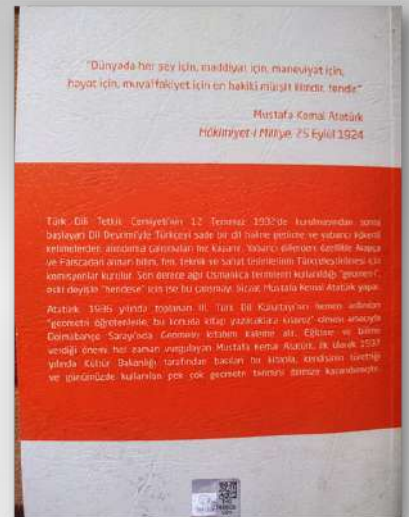 "Dünyada her şey için, maddiyat için, maneviyat için,
hayat için, muvaffakiyet için en hakiki mürşit ilimdir, fendir."
Mustafa Kemal Atatürk
Hâkimiyet-i Milliye, 25 Eylül 1924
Türk Dili Tetkik Cemiyeti'nin 12 Temmuz 1932'de kurulmasından sonra
başlayan Dil Devrimi'yle Türkçeyi sade bir dil hâline getirme ve yabancı kökenli
kelimelerden arındırma çalışmaları hız kazanır. Yabancı dillerden özellikle Arapça
ve Farsçadan alınan bilim, fen, teknik ve sanat terimlerinin Türkçeleştirilmesi için
komisyonlar kurulur. Son derece ağır Osmanlıca terimlerin kullanıldığı "geometri",
eski deyişle "hendese" için ise bu çalışmayı bizzat Mustafa Kemal Atatürk yapar.
Atatürk 1936 yılında toplanan III. Türk Dil Kurultayı'nın hemen ardından
"geometri öğretenlerle, bu konuda kitap yazacaklara kılavuz" olması amacıyla
Dolmabahçe Sarayı'nda Geometri kitabını kaleme alır. Eğitime ve bilime
verdiği önemi her zaman vurgulayan Mustafa Kemal Atatürk, ilk olarak 1937
yılında Kültür Bakanlığı tarafından basılan bu kitapla, kendisinin türettiği
ve günümüzde kullanılan pek çok geometri terimini dilimize kazandırmıştır.